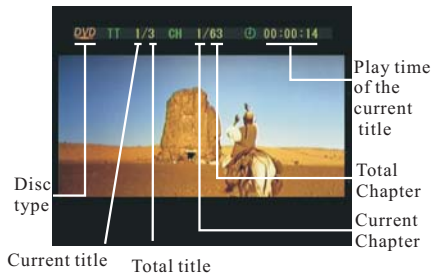 DVD TT 1/3 CH 1/63 00:00:14
Play time
of the
current
title
Total
Chapter
Current
Chapter
Disc
type
Current title
Total title